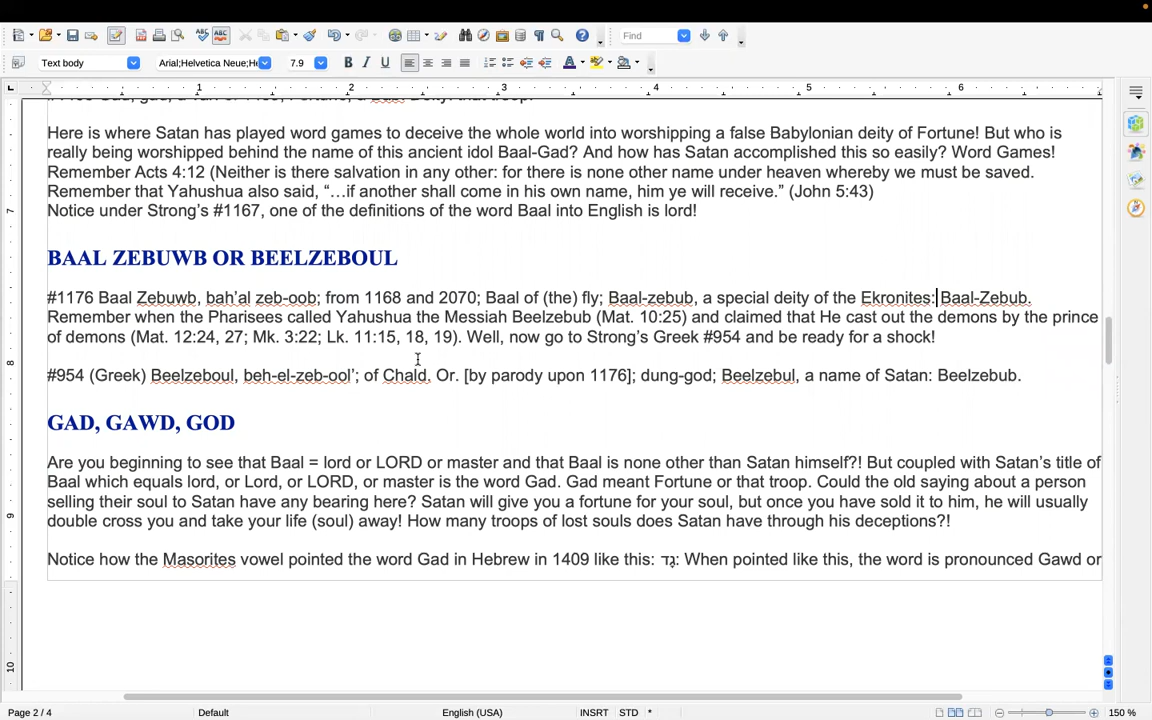 Find
Text body
Arial;Helvetica Neue;He
7.9
1 2 3 4 5 6
Here is where Satan has played word games to deceive the whole world into worshipping a false Babylonian deity of Fortune! But who is
really being worshipped behind the name of this ancient idol Baal-Gad? And how has Satan accomplished this so easily? Word Games!
Remember Acts 4:12 (Neither is there salvation in any other: for there is none other name under heaven whereby we must be saved.
Remember that Yahushua also said, “…if another shall come in his own name, him ye will receive.” (John 5:43)
Notice under Strong’s #1167, one of the definitions of the word Baal into English is lord!
BAAL ZEBUWB OR BEELZEBOUL
#1176 Baal Zebuwb, bah’al zeb-oob; from 1168 and 2070; Baal of (the) fly; Baal-zebub, a special deity of the Ekronites: Baal-Zebub.
Remember when the Pharisees called Yahushua the Messiah Beelzebub (Mat. 10:25) and claimed that He cast out the demons by the prince
of demons (Mat. 12:24, 27; Mk. 3:22; Lk. 11:15, 18, 19). Well, now go to Strong’s Greek #954 and be ready for a shock!
#954 (Greek) Beelzeboul, beh-el-zeb-ool’; of Chald, Or. [by parody upon 1176]; dung-god; Beelzebul, a name of Satan: Beelzebub.
GAD, GAWD, GOD
Are you beginning to see that Baal = lord or LORD or master and that Baal is none other than Satan himself?! But coupled with Satan’s title of
Baal which equals lord, or Lord, or LORD, or master is the word Gad. Gad meant Fortune or that troop. Could the old saying about a person
selling their soul to Satan have any bearing here? Satan will give you a fortune for your soul, but once you have sold it to him, he will usually
double cross you and take your life (soul) away! How many troops of lost souls does Satan have through his deceptions?!
Notice how the Masorites vowel pointed the word Gad in Hebrew in 1409 like this: גָּד: When pointed like this, the word is pronounced Gawd or
7
8
9
10
Page 2 / 4
Default
English (USA)
INSRT
STD
*
150 %